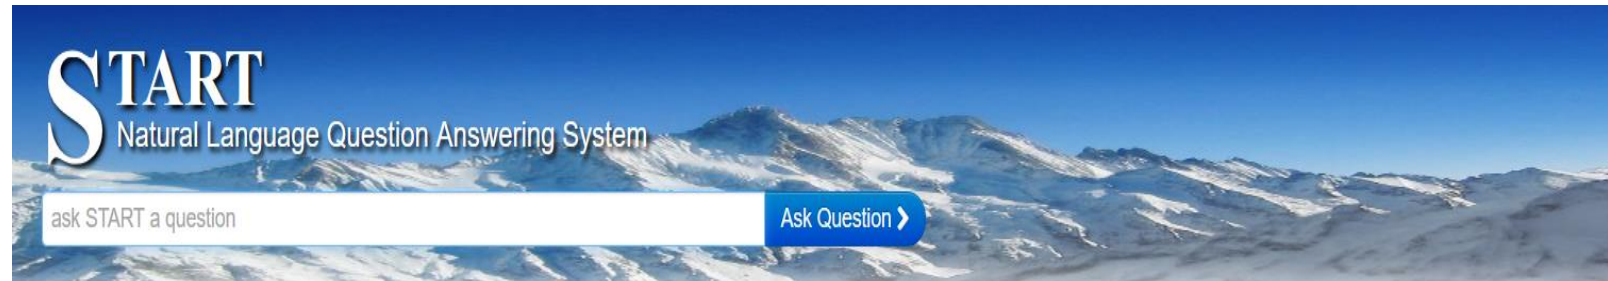 START
Natural Language Question Answering System
ask START a question
Ask Question ❯